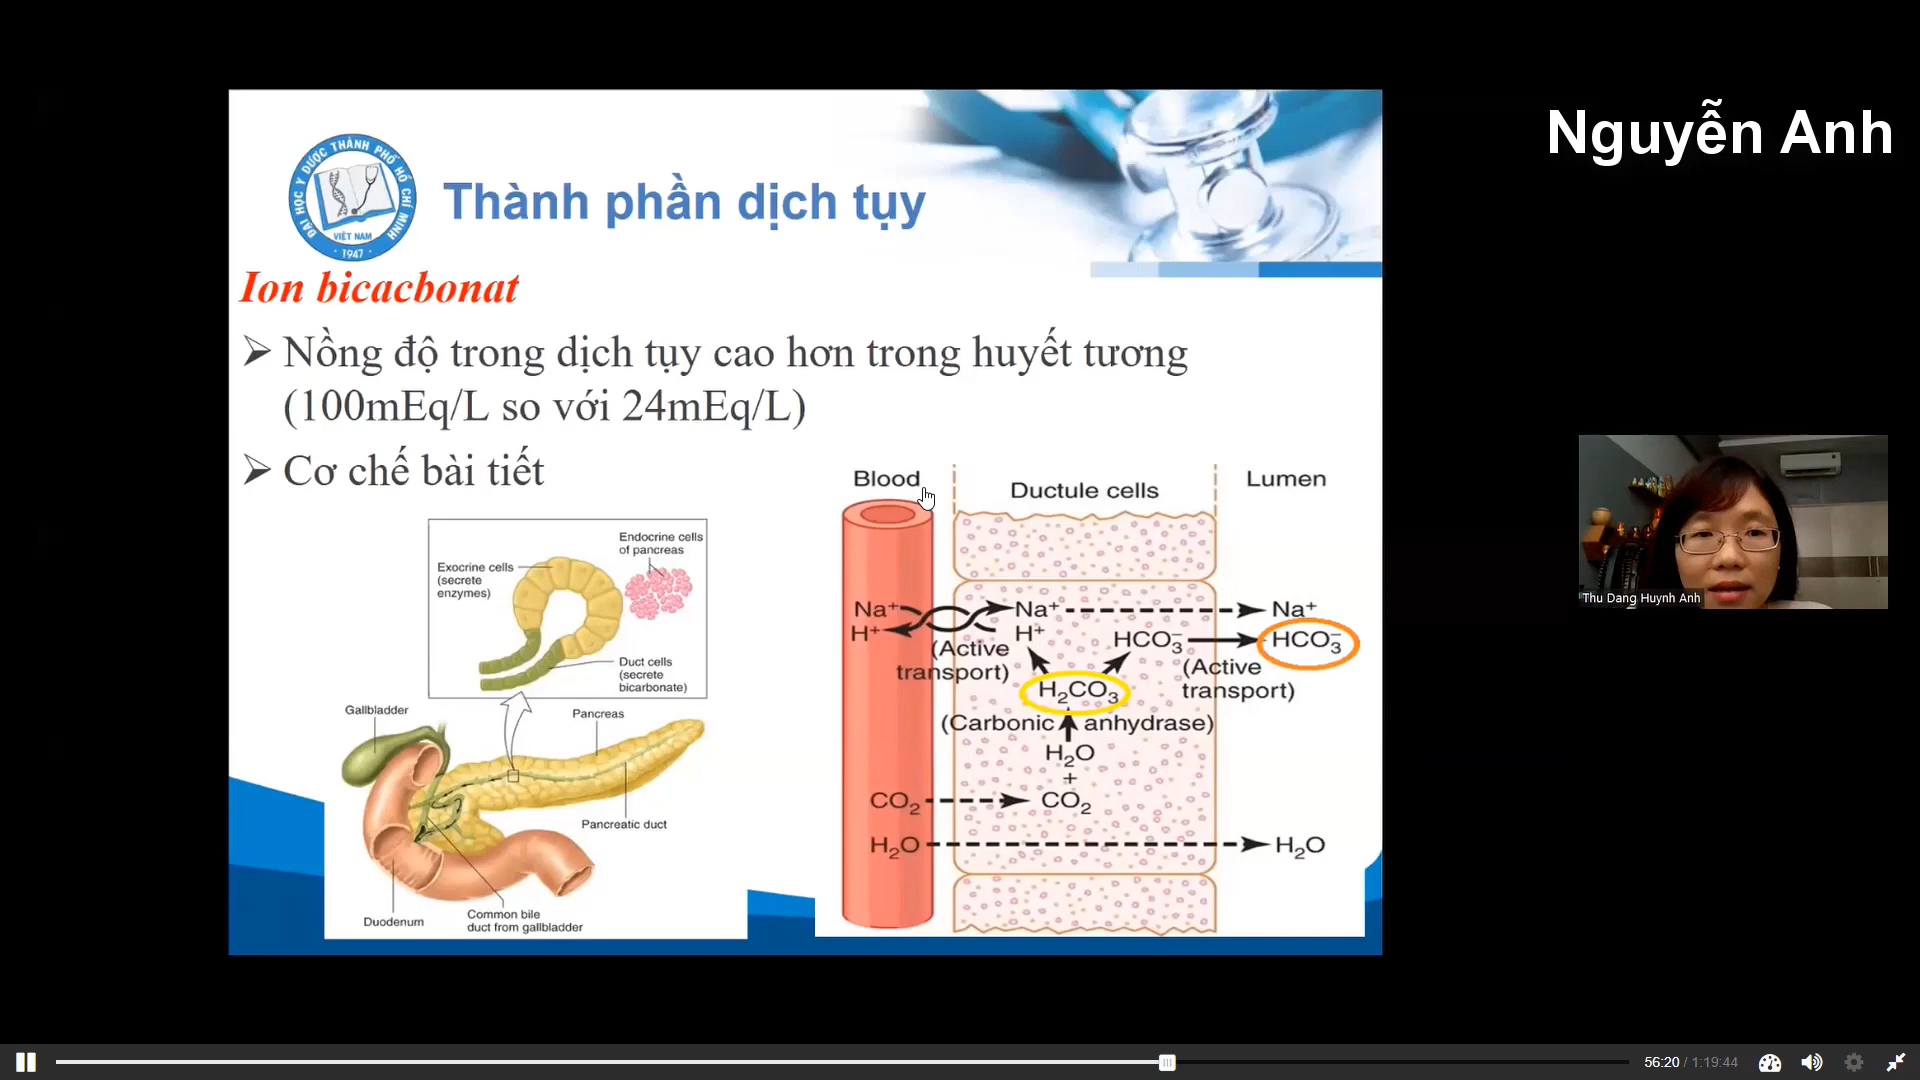 Nguyễn Anh
ĐẠI HỌC Y DƯỢC THÀNH PHỐ HỒ CHÍ MINH
VIỆT NAM
1947
Thành phần dịch tụy
Ion bicacbonat
➢ Nồng độ trong dịch tụy cao hơn trong huyết tương
(100mEq/L so với 24mEq/L)
➢ Cơ chế bài tiết
Endocrine cells
of pancreas
Exocrine cells
(secrete
enzymes)
Duct cells
(secrete
bicarbonate)
Gallbladder
Pancreas
Pancreatic duct
Duodenum
Common bile
duct from gallbladder
Blood
Ductule cells
Lumen
Na⁺ Na⁺ Na⁺
H⁺ H⁺ HCO₃⁻ HCO₃⁻
(Active
transport)
(Active
transport)
H₂CO₃
(Carbonic anhydrase)
H₂O
+
CO₂ CO₂
H₂O H₂O
Thu Dang Huynh Anh
56:20 / 1:19:44